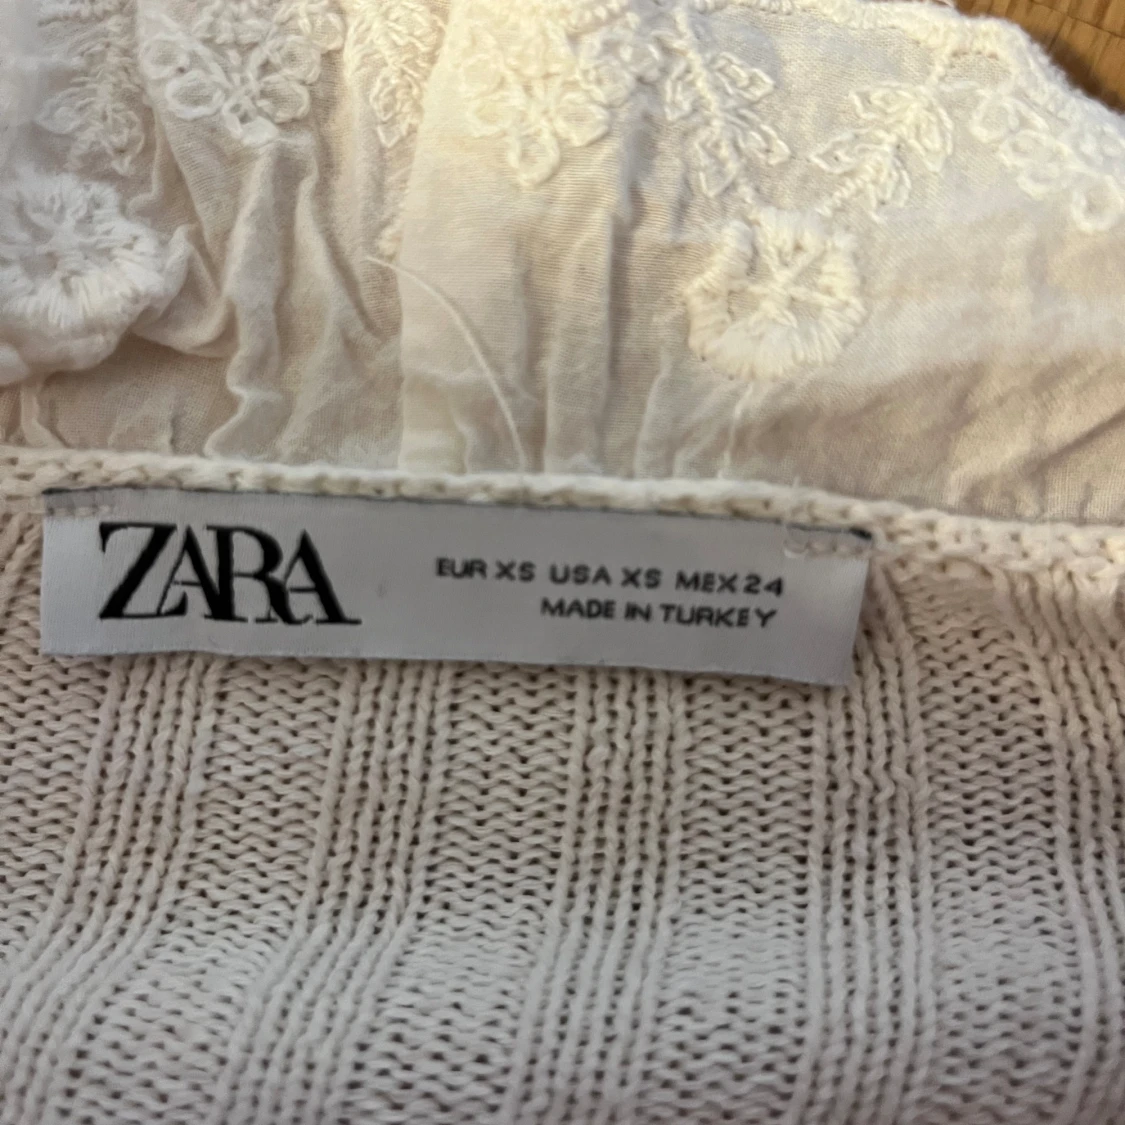 ZARA
EUR XS USA XS MEX 24
MADE IN TURKEY